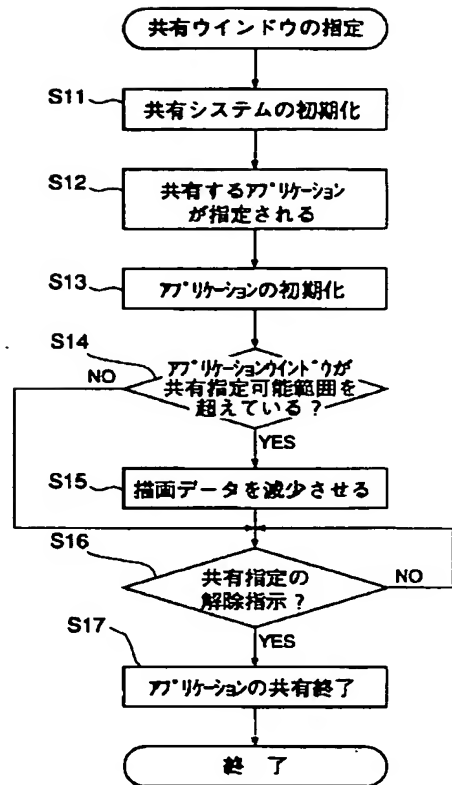 共有ウインドウの指定
S11
共有システムの初期化
S12
共有するアプリケーション
が指定される
S13
アプリケーションの初期化
S14
アプリケーションウインドウが
共有指定可能範囲を
超えている?
NO
YES
S15
描画データを減少させる
S16
共有指定の
解除指示?
NO
YES
S17
アプリケーションの共有終了
終 了